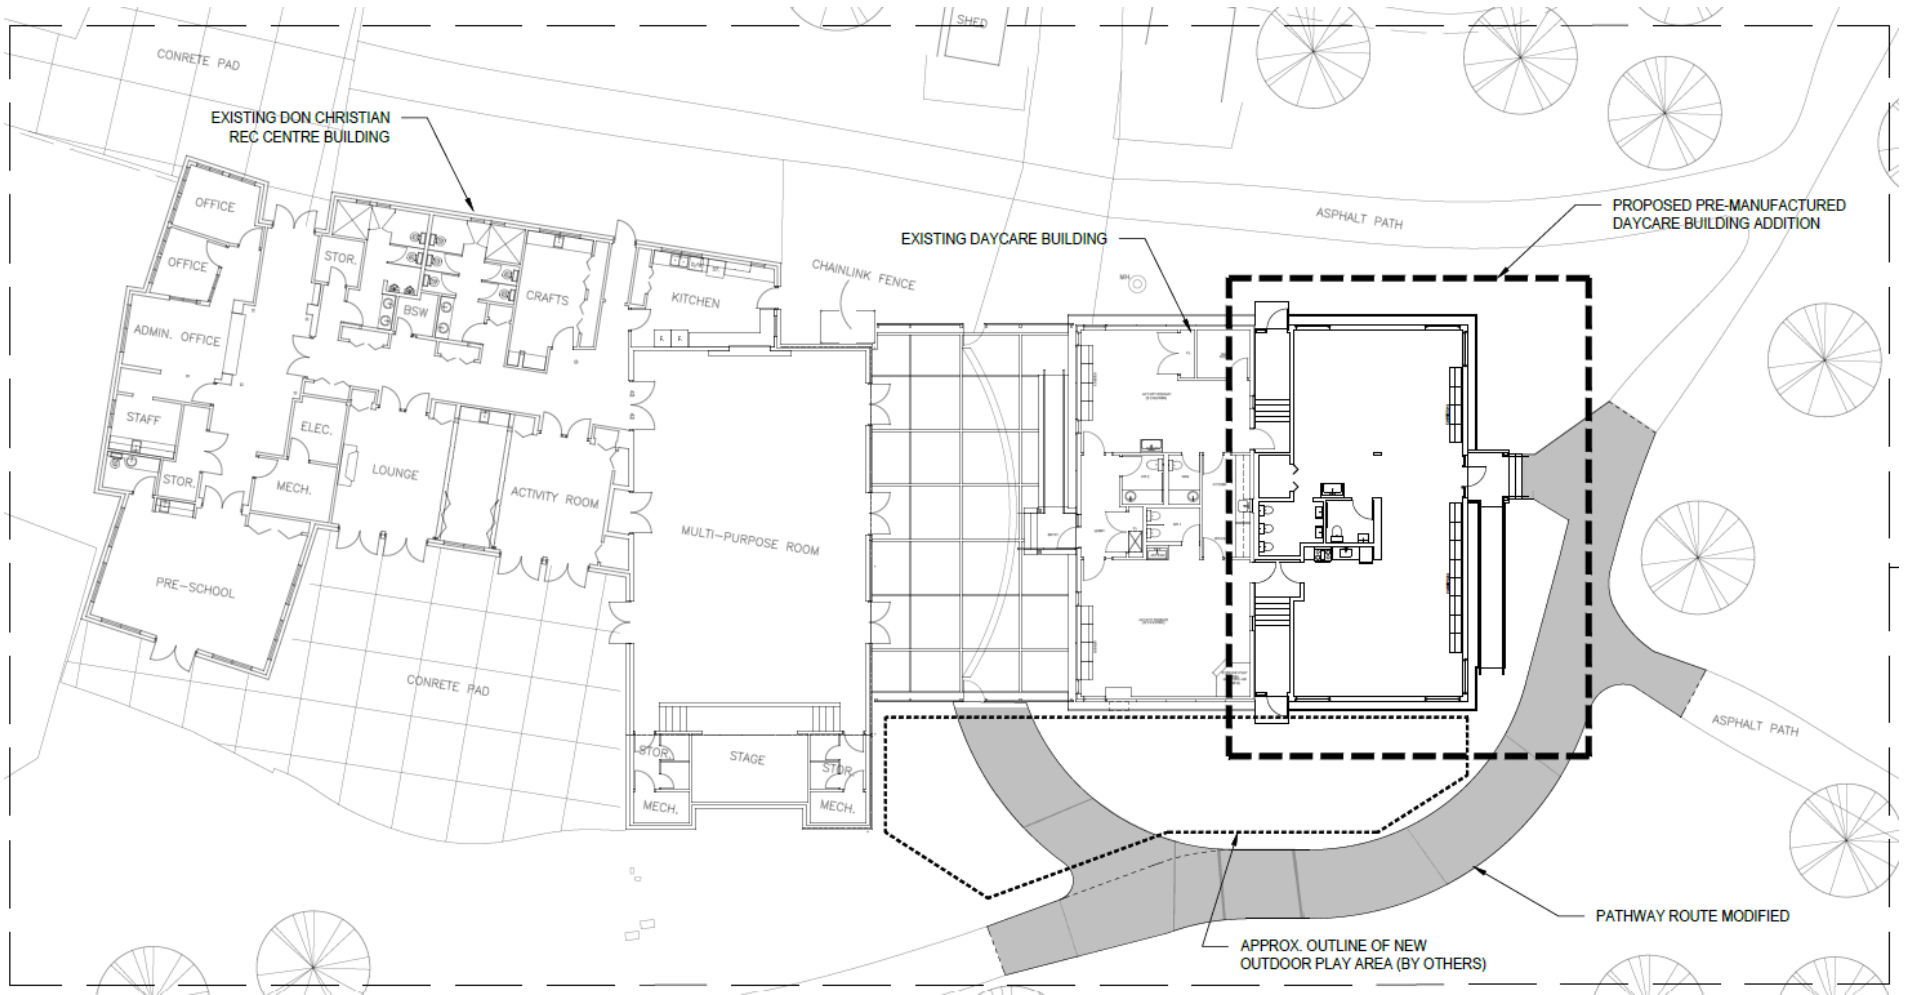 SHED
CONRETE PAD
EXISTING DON CHRISTIAN
REC CENTRE BUILDING
PROPOSED PRE-MANUFACTURED
DAYCARE BUILDING ADDITION
OFFICE
ASPHALT PATH
EXISTING DAYCARE BUILDING
STOR.
OFFICE
CHAINLINK FENCE
MH
CRAFTS
KITCHEN
BSW
ADMIN. OFFICE
F.
F.
STAFF
ELEC.
LOUNGE
STOR.
MECH.
ACTIVITY ROOM
MULTI-PURPOSE ROOM
PRE-SCHOOL
CONRETE PAD
ASPHALT PATH
STOR.
STAGE
STOR.
MECH.
MECH.
PATHWAY ROUTE MODIFIED
APPROX. OUTLINE OF NEW
OUTDOOR PLAY AREA (BY OTHERS)